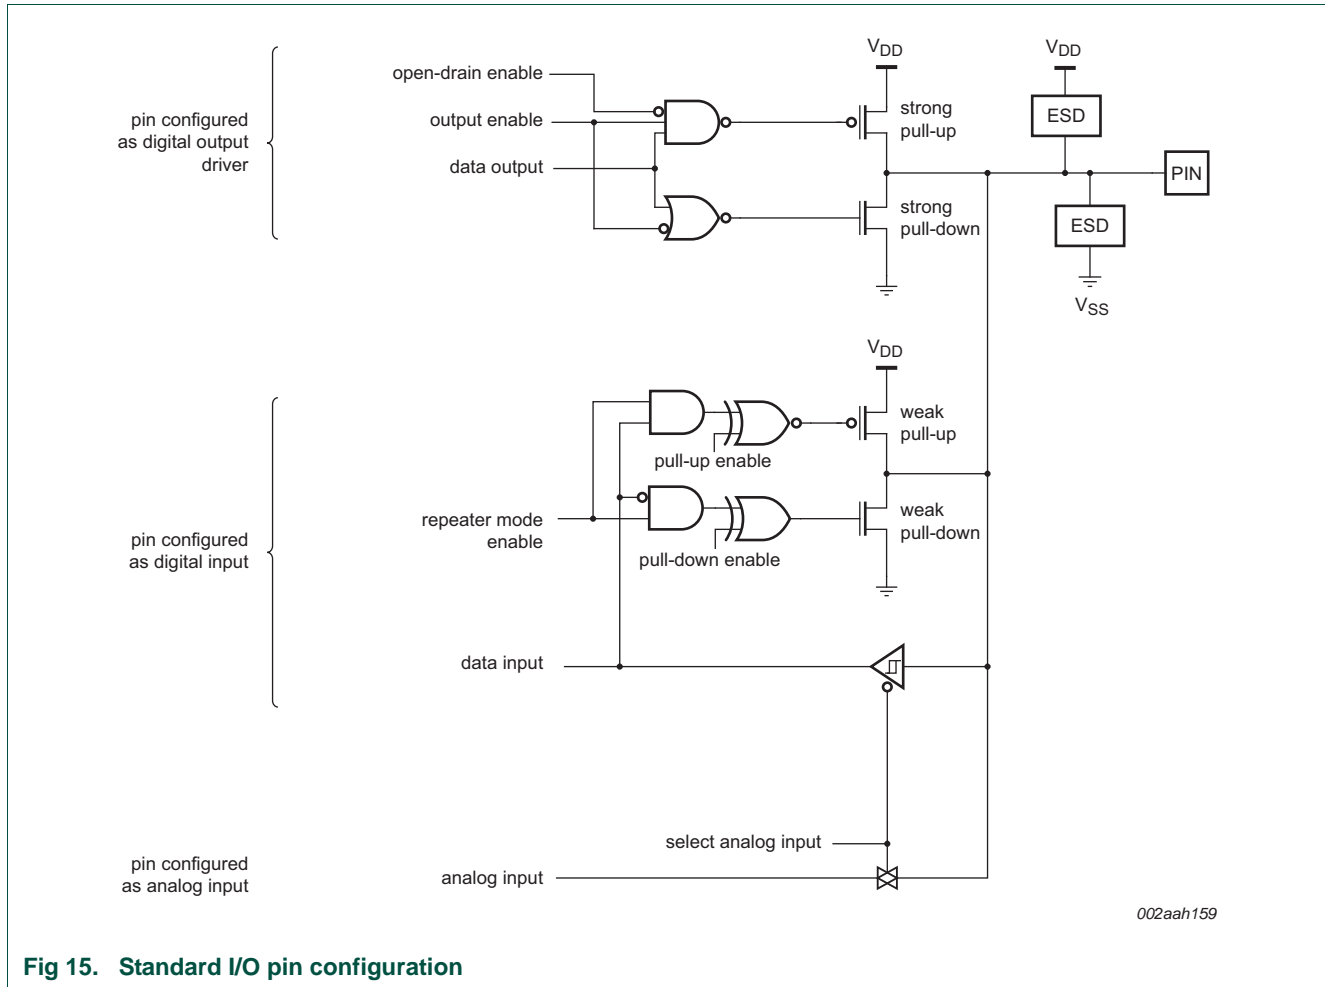 pin configured
as digital output
driver
open-drain enable
output enable
data output
VDD
strong
pull-up
strong
pull-down
VDD
ESD
PIN
ESD
VSS
pin configured
as digital input
VDD
weak
pull-up
pull-up enable
repeater mode
enable
weak
pull-down
pull-down enable
data input
select analog input
pin configured
as analog input
analog input
002aah159
Fig 15. Standard I/O pin configuration